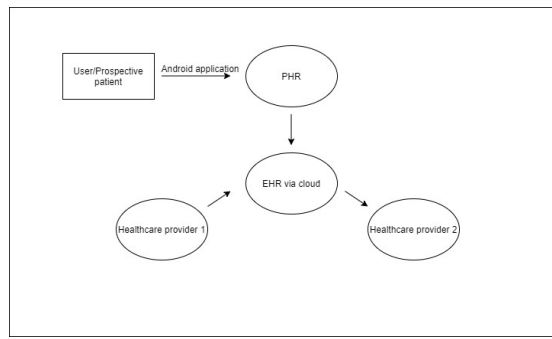 User/Prospective
patient
Android application
PHR
EHR via cloud
Healthcare provider 1
Healthcare provider 2